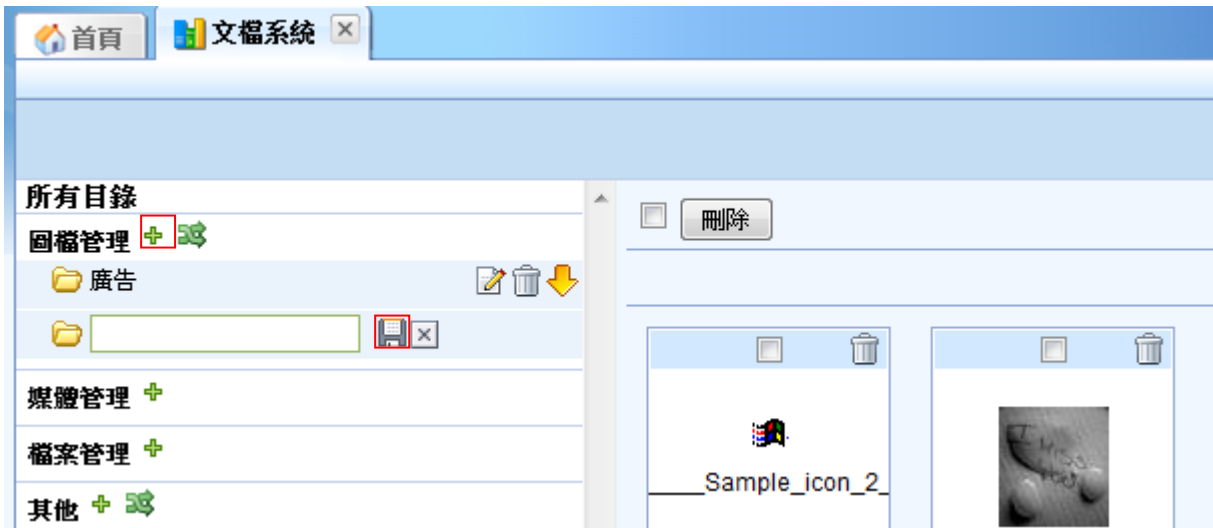 首頁
文檔系統
所有目錄
圖檔管理
廣告
媒體管理
檔案管理
其他
刪除
____Sample_icon_2_